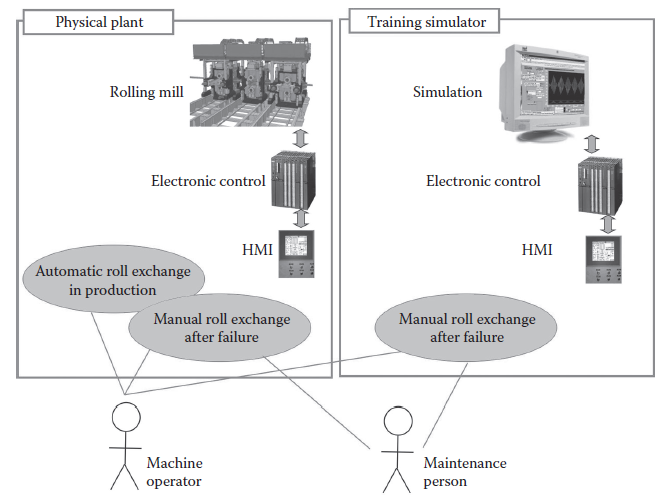 Physical plant
Training simulator
Rolling mill
Simulation
Electronic control
Electronic control
HMI
HMI
Automatic roll exchange
in production
Manual roll exchange
after failure
Manual roll exchange
after failure
Machine
operator
Maintenance
person